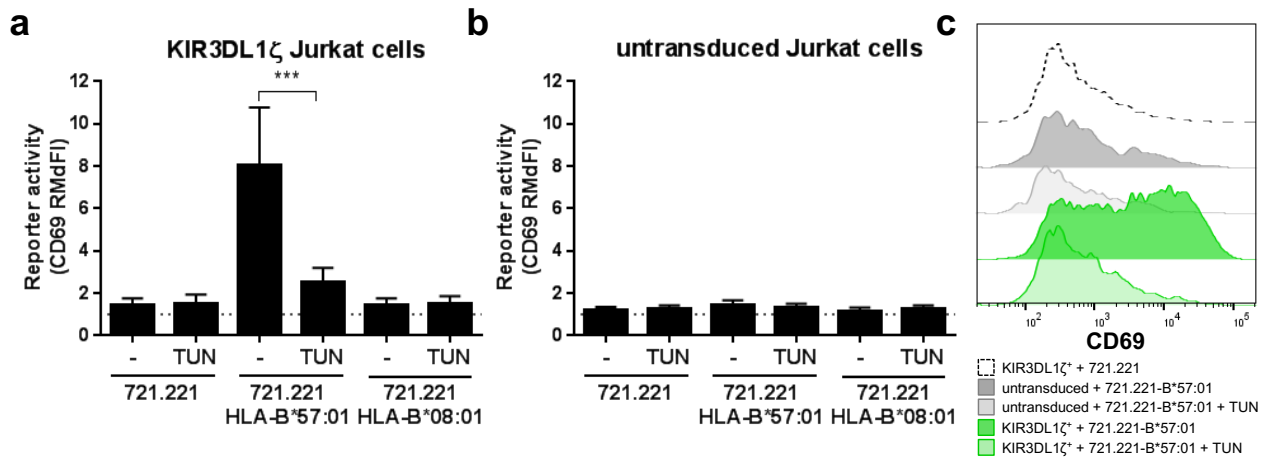 a
KIR3DL1ζ Jurkat cells
Reporter activity
(CD69 RMdFI)
12
10
8
6
4
2
0
***
- TUN - TUN - TUN
721.221 721.221 721.221
HLA-B*57:01 HLA-B*08:01
b
untransduced Jurkat cells
Reporter activity
(CD69 RMdFI)
12
10
8
6
4
2
0
- TUN - TUN - TUN
721.221 721.221 721.221
HLA-B*57:01 HLA-B*08:01
c
10² 10³ 10⁴ 10⁵
CD69
KIR3DL1ζ⁺ + 721.221
untransduced + 721.221-B*57:01
untransduced + 721.221-B*57:01 + TUN
KIR3DL1ζ⁺ + 721.221-B*57:01
KIR3DL1ζ⁺ + 721.221-B*57:01 + TUN